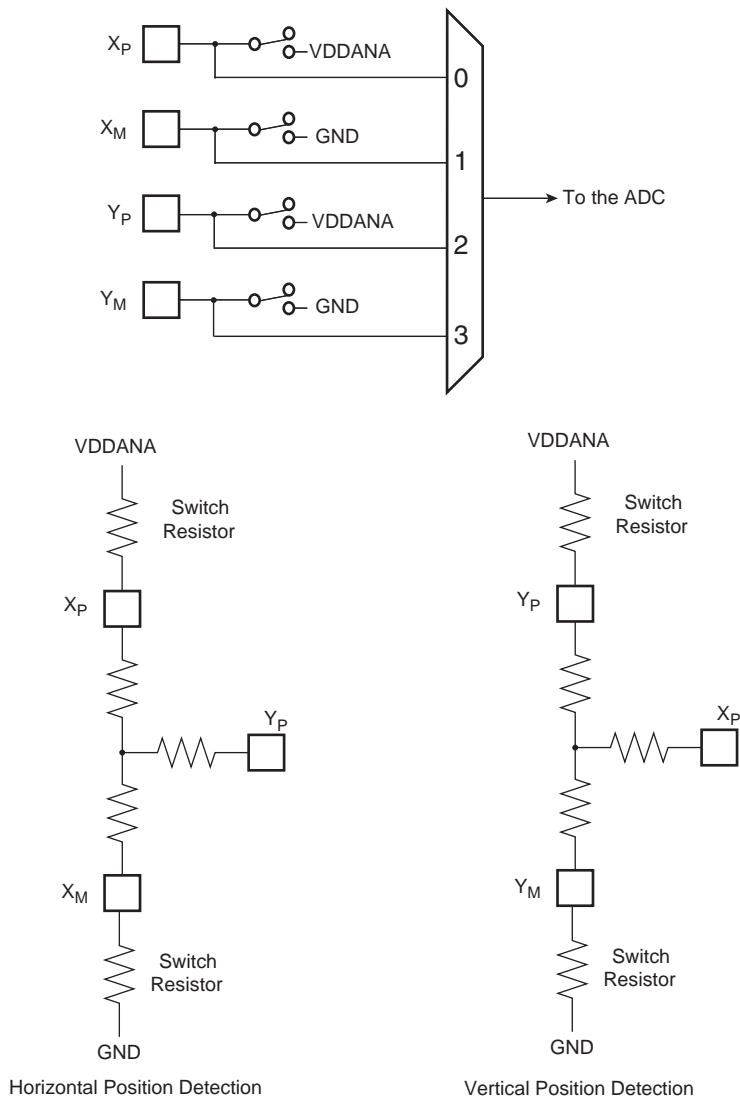 XP
VDDANA
0
XM
GND
1
To the ADC
YP
VDDANA
2
YM
GND
3
VDDANA
Switch
Resistor
XP
YP
XM
Switch
Resistor
GND
Horizontal Position Detection
VDDANA
Switch
Resistor
YP
XP
YM
Switch
Resistor
GND
Vertical Position Detection